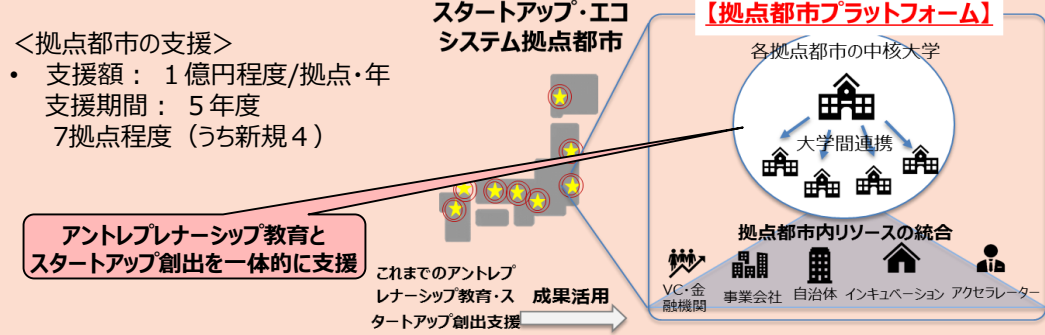 <拠点都市の支援>
• 支援額： １億円程度/拠点・年
支援期間： ５年度
7拠点程度（うち新規４）
スタートアップ・エコ
システム拠点都市
【拠点都市プラットフォーム】
各拠点都市の中核大学
大学間連携
アントレプレナーシップ教育と
スタートアップ創出を一体的に支援
拠点都市内リソースの統合
VC・金
融機関
事業会社
自治体
インキュベーション
アクセラレーター
これまでのアントレプ
レナーシップ教育・ス
タートアップ創出支援
成果活用